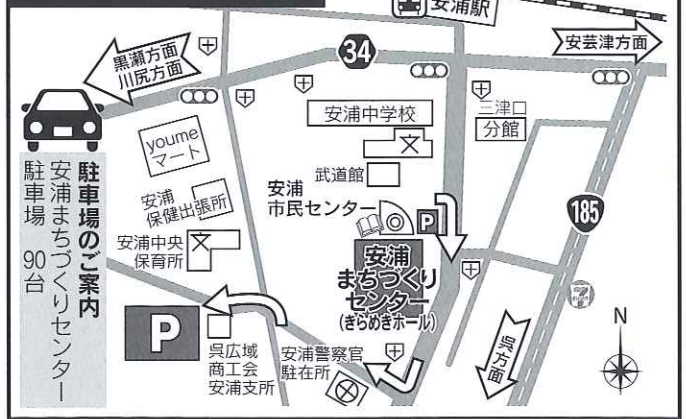 安浦駅
黒瀬方面
川尻方面
34
安芸津方面
安浦中学校
文
三津口
分館
youme
マート
武道館
安浦
市民センター
P
安浦
保健出張所
185
安浦中央
保育所
文
安浦
まちづくり
センター
(きらめきホール)
駐車場のご案内
安浦まちづくりセンター
駐車場 90台
P
呉広域
商工会
安浦支所
安浦警察官
駐在所
呉方面
7
N